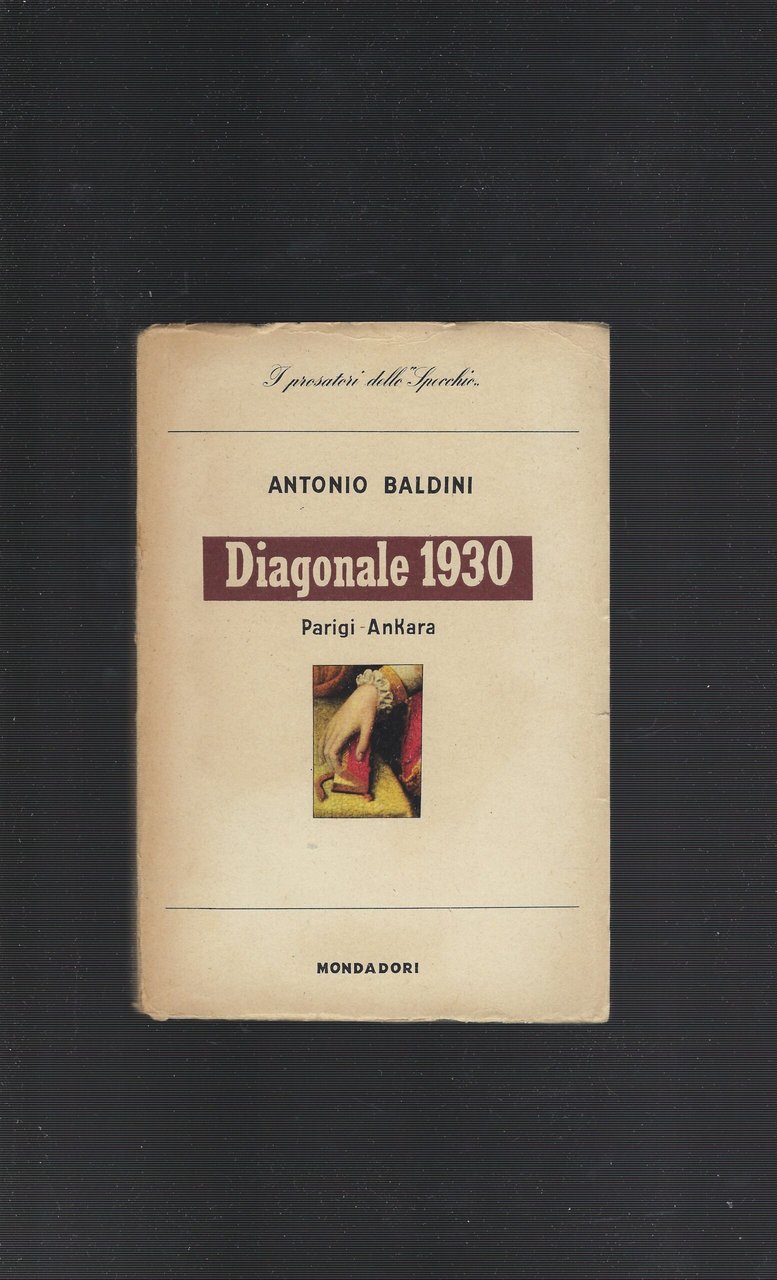 I prosatori dello "Specchio„
ANTONIO BALDINI
Diagonale 1930
Parigi - AnKara
MONDADORI